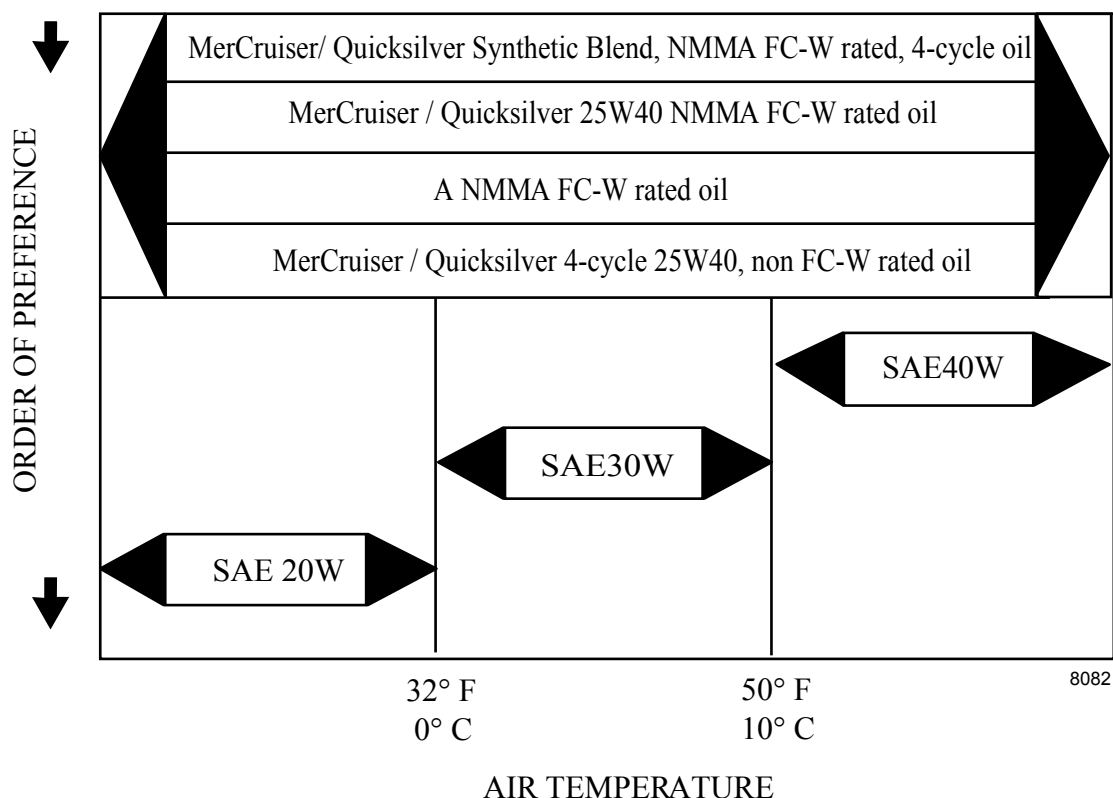 MerCruiser/ Quicksilver Synthetic Blend, NMMA FC-W rated, 4-cycle oil
MerCruiser / Quicksilver 25W40 NMMA FC-W rated oil
A NMMA FC-W rated oil
MerCruiser / Quicksilver 4-cycle 25W40, non FC-W rated oil
ORDER OF PREFERENCE
SAE40W
SAE30W
SAE 20W
32° F
0° C
50° F
10° C
8082
AIR TEMPERATURE